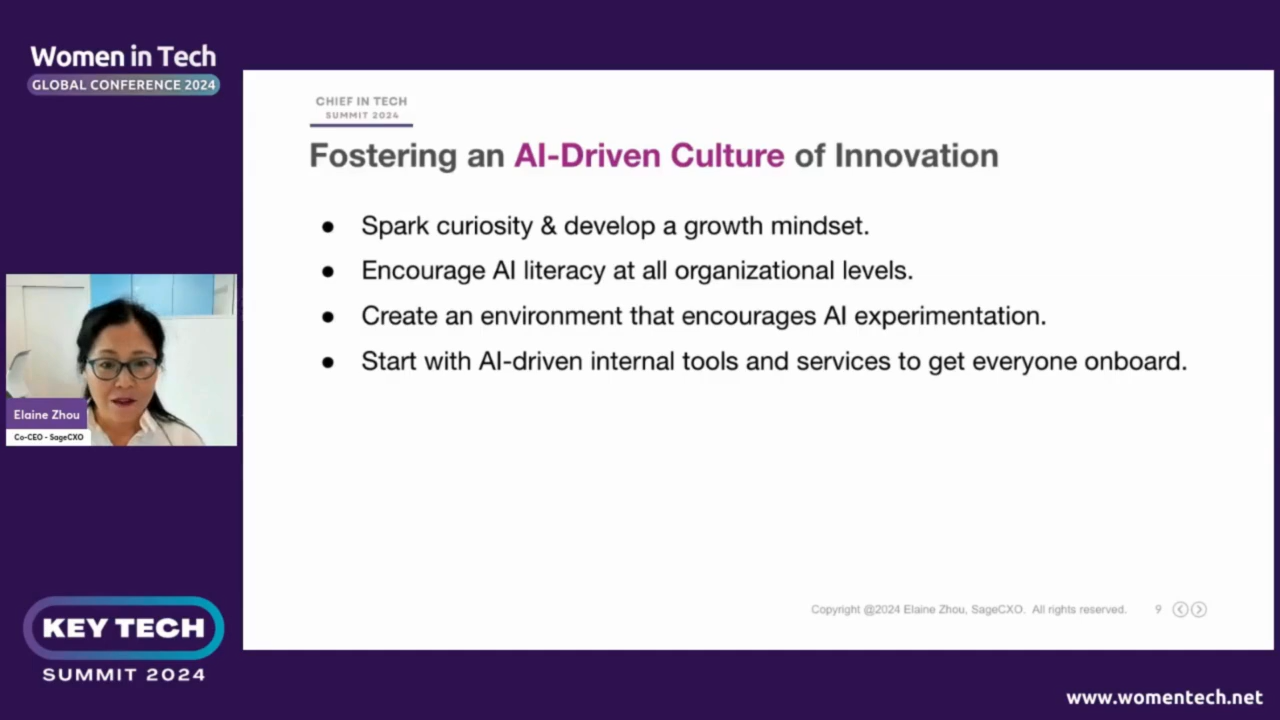 Women in Tech
GLOBAL CONFERENCE 2024
CHIEF IN TECH
SUMMIT 2024
Fostering an AI-Driven Culture of Innovation
● Spark curiosity & develop a growth mindset.
● Encourage AI literacy at all organizational levels.
● Create an environment that encourages AI experimentation.
● Start with AI-driven internal tools and services to get everyone onboard.
Elaine Zhou
Co-CEO - SageCXO
Copyright @2024 Elaine Zhou, SageCXO. All rights reserved. 9
KEY TECH
SUMMIT 2024
www.womentech.net